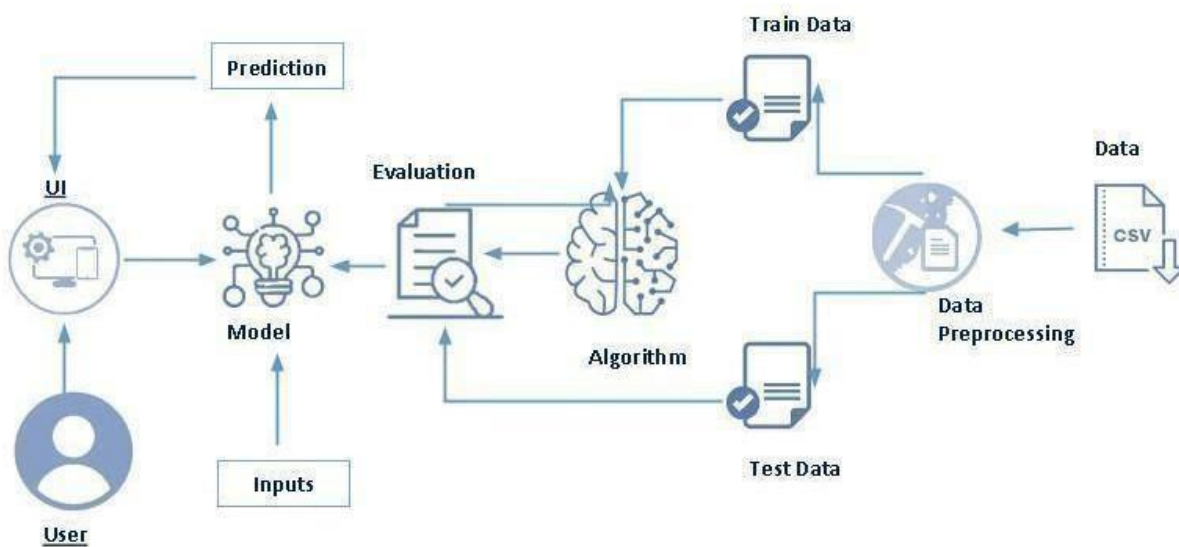 Train Data
Prediction
Data
Evaluation
UI
CSV
Model
Data
Preprocessing
Algorithm
Test Data
Inputs
User